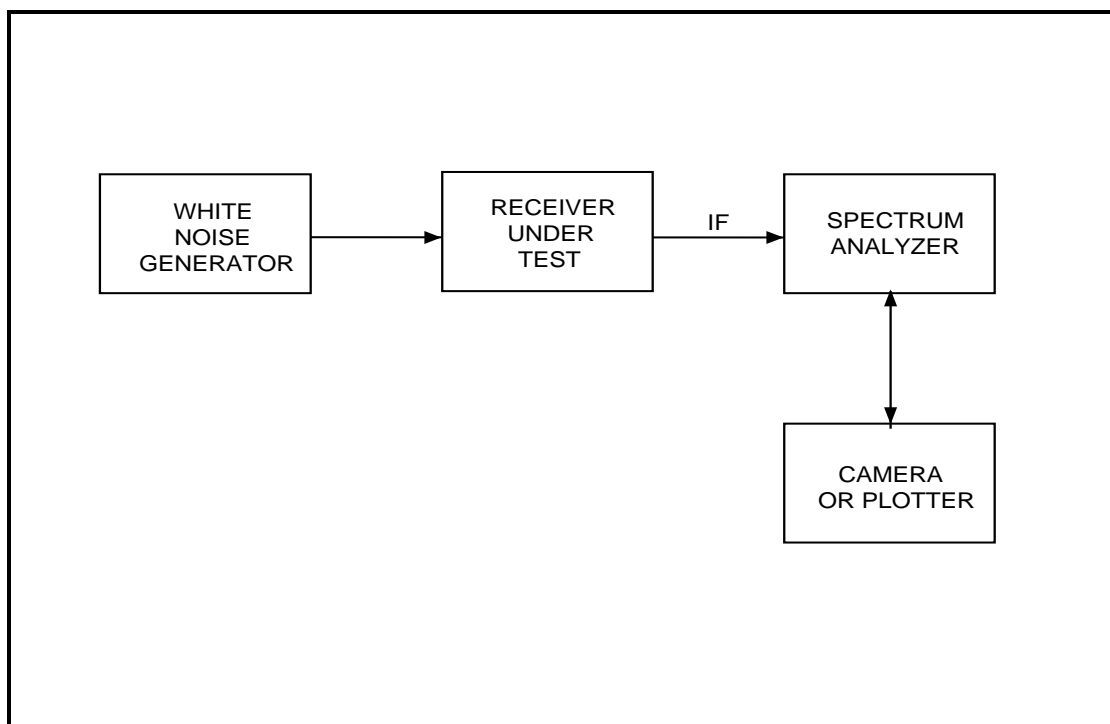 WHITE
NOISE
GENERATOR
RECEIVER
UNDER
TEST
IF
SPECTRUM
ANALYZER
CAMERA
OR PLOTTER